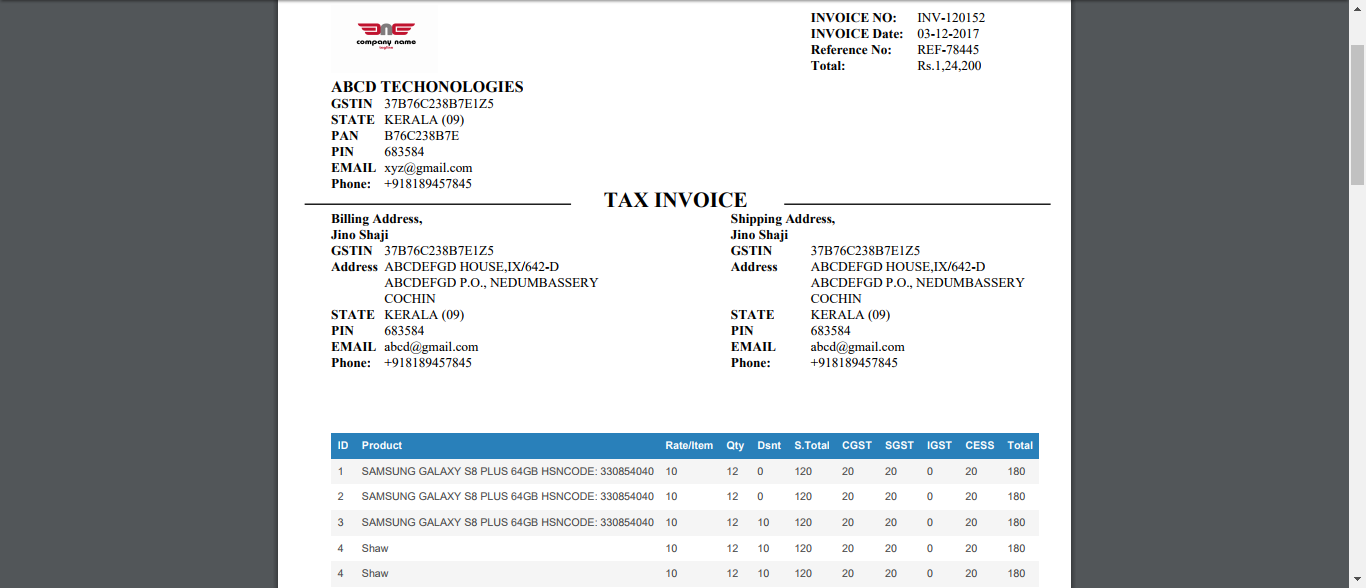 company name
tagline
INVOICE NO: INV-120152
INVOICE Date: 03-12-2017
Reference No: REF-78445
Total: Rs.1,24,200
ABCD TECHONOLOGIES
GSTIN 37B76C238B7E1Z5
STATE KERALA (09)
PAN B76C238B7E
PIN 683584
EMAIL xyz@gmail.com
Phone: +918189457845
TAX INVOICE
Billing Address,
Jino Shaji
GSTIN 37B76C238B7E1Z5
Address ABCDEFGD HOUSE,IX/642-D
ABCDEFGD P.O., NEDUMBASSERY
COCHIN
STATE KERALA (09)
PIN 683584
EMAIL abcd@gmail.com
Phone: +918189457845
Shipping Address,
Jino Shaji
GSTIN 37B76C238B7E1Z5
Address ABCDEFGD HOUSE,IX/642-D
ABCDEFGD P.O., NEDUMBASSERY
COCHIN
STATE KERALA (09)
PIN 683584
EMAIL abcd@gmail.com
Phone: +918189457845
ID Product Rate/Item Qty Dsnt S.Total CGST SGST IGST CESS Total
1 SAMSUNG GALAXY S8 PLUS 64GB HSNCODE: 330854040 10 12 0 120 20 20 0 20 180
2 SAMSUNG GALAXY S8 PLUS 64GB HSNCODE: 330854040 10 12 0 120 20 20 0 20 180
3 SAMSUNG GALAXY S8 PLUS 64GB HSNCODE: 330854040 10 12 10 120 20 20 0 20 180
4 Shaw 10 12 10 120 20 20 0 20 180
4 Shaw 10 12 10 120 20 20 0 20 180